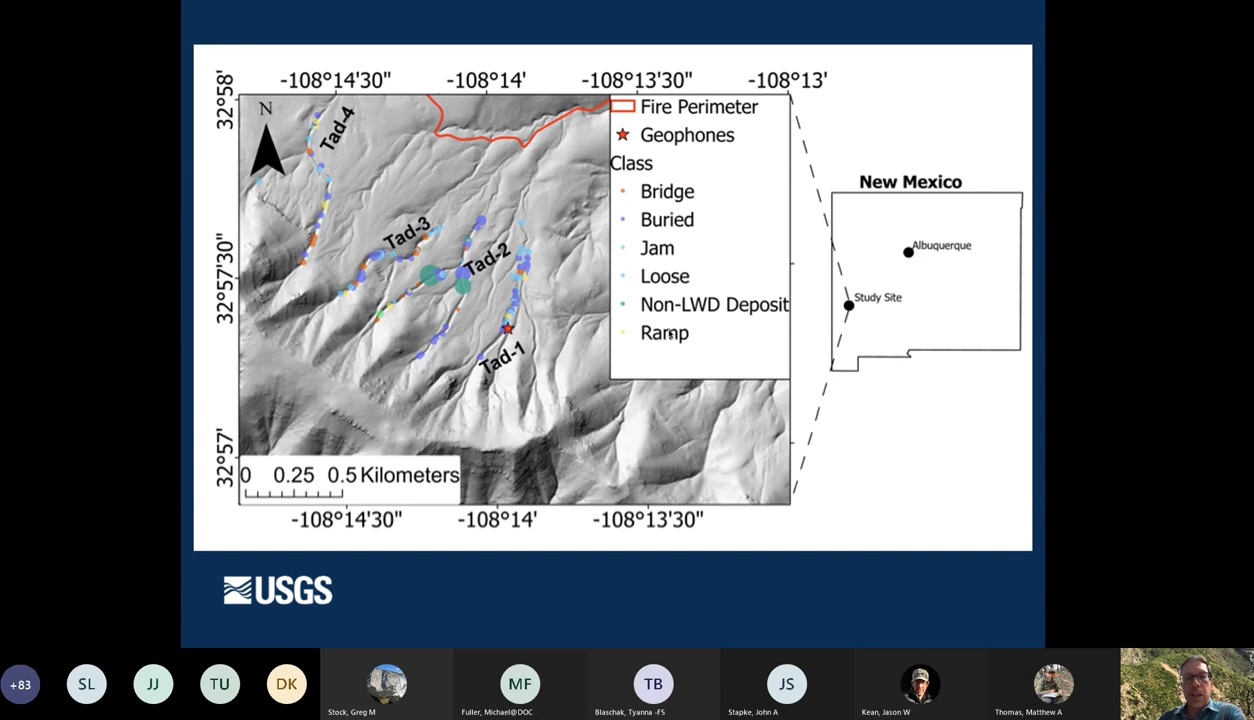 -108°14'30" -108°14' -108°13'30" -108°13'
32°58'
32°57'30"
32°57'
N
Tad-4
Tad-3
Tad-2
Tad-1
Fire Perimeter
Geophones
Class
Bridge
Buried
Jam
Loose
Non-LWD Deposit
Ramp
0 0.25 0.5 Kilometers
-108°14'30" -108°14' -108°13'30"
New Mexico
Albuquerque
Study Site
USGS
+83
SL
JJ
TU
DK
MF
TB
JS
Stock, Greg M
Fuller, Michael@DOC
Blaschak, Tyanna -FS
Stapke, John A
Kean, Jason W
Thomas, Matthew A